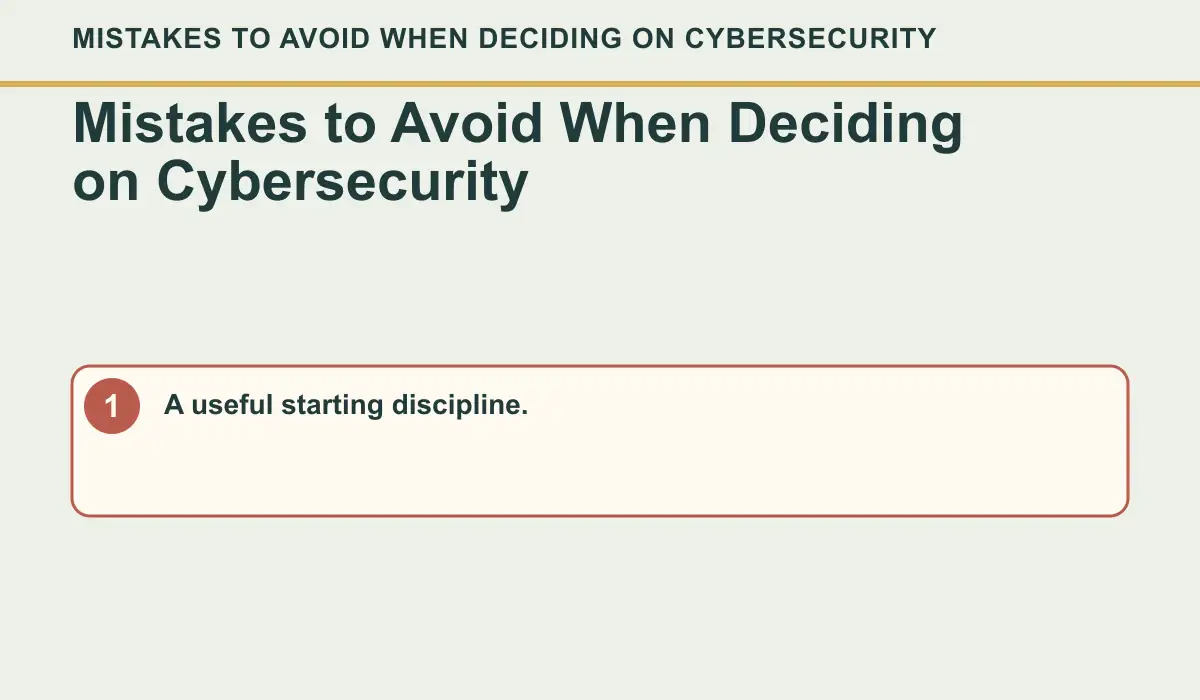 MISTAKES TO AVOID WHEN DECIDING ON CYBERSECURITY
Mistakes to Avoid When Deciding
on Cybersecurity
1 A useful starting discipline.